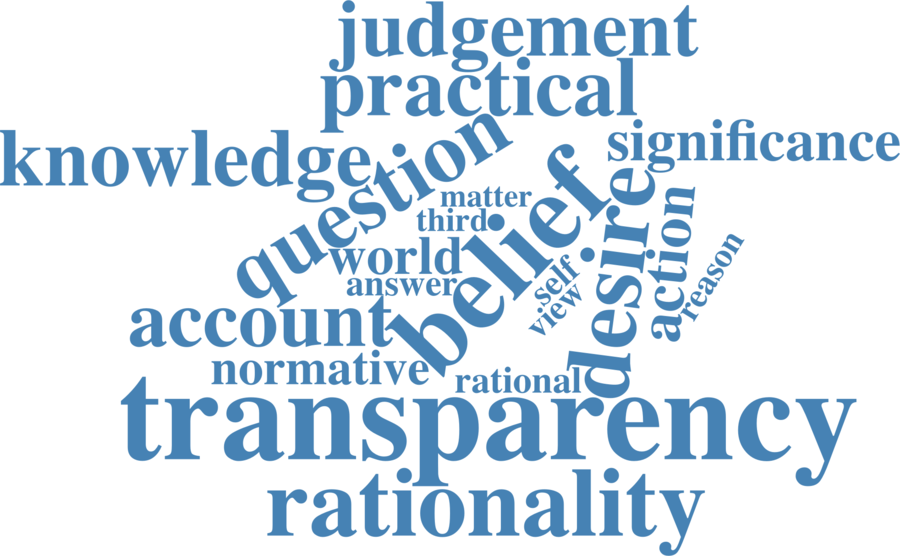 judgement
practical
question
knowledge
significance
matter
third
belief
desire
action
reason
world
answer
self
view
account
normative
rational
transparency
rationality